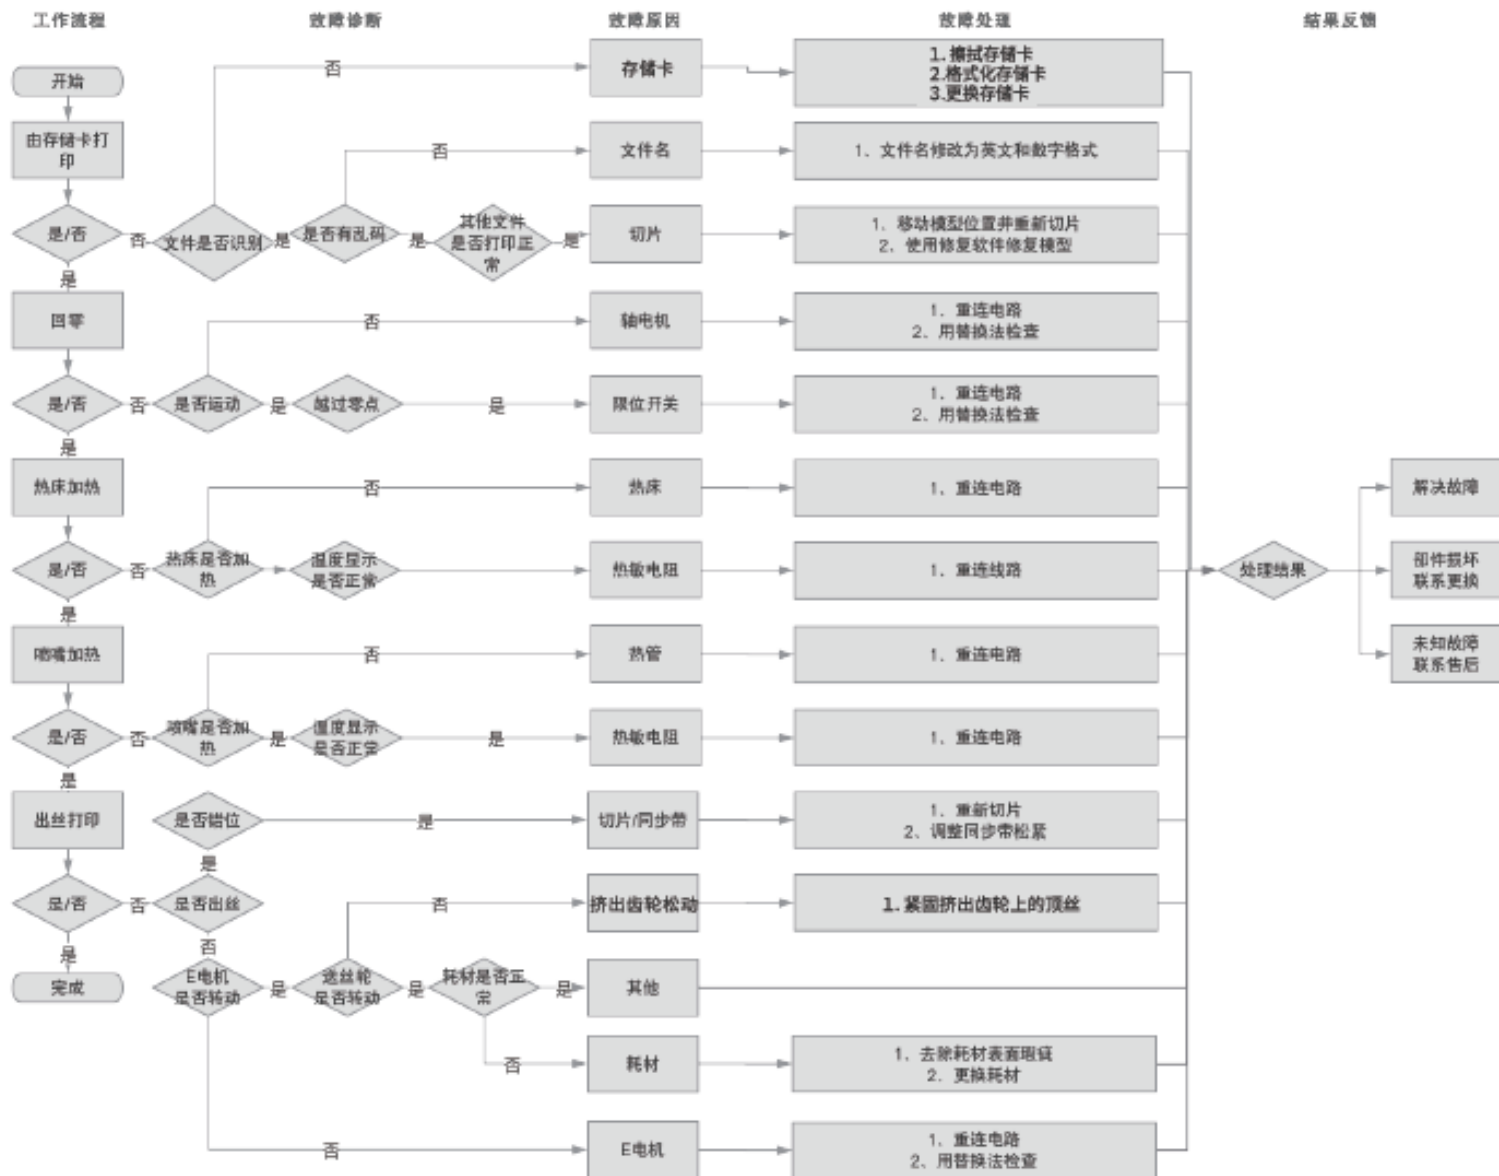 工作流程
故障诊断
故障原因
故障处理
结果反馈
开始
由存储卡打
印
是/否
否
文件是否识别
否
是
是否有乱码
否
是
其他文件
是否打印正
常
是
存储卡
1.擦拭存储卡
2.格式化存储卡
3.更换存储卡
文件名
1、文件名修改为英文和数字格式
切片
1、移动模型位置并重新切片
2、使用修复软件修复模型
是
回零
是/否
否
是否运动
否
是
越过零点
是
轴电机
1、重连电路
2、用替换法检查
限位开关
1、重连电路
2、用替换法检查
是
热床加热
是/否
否
热床是否加
热
否
温度显示
是否正常
热床
1、重连电路
热敏电阻
1、重连线路
是
喷嘴加热
是/否
否
喷嘴是否加
热
否
是
温度显示
是否正常
是
热管
1、重连电路
热敏电阻
1、重连电路
是
出丝打印
是/否
否
是否出丝
是
是否错位
是
切片/同步带
1、重新切片
2、调整同步带松紧
是
完成
否
E电机
是否转动
是
送丝轮
是否转动
否
挤出齿轮松动
1.紧固挤出齿轮上的顶丝
是
耗材是否正
常
是
其他
否
耗材
1、去除耗材表面瑕疵
2、更换耗材
否
E电机
1、重连电路
2、用替换法检查
处理结果
解决故障
部件损坏
联系更换
未知故障
联系售后